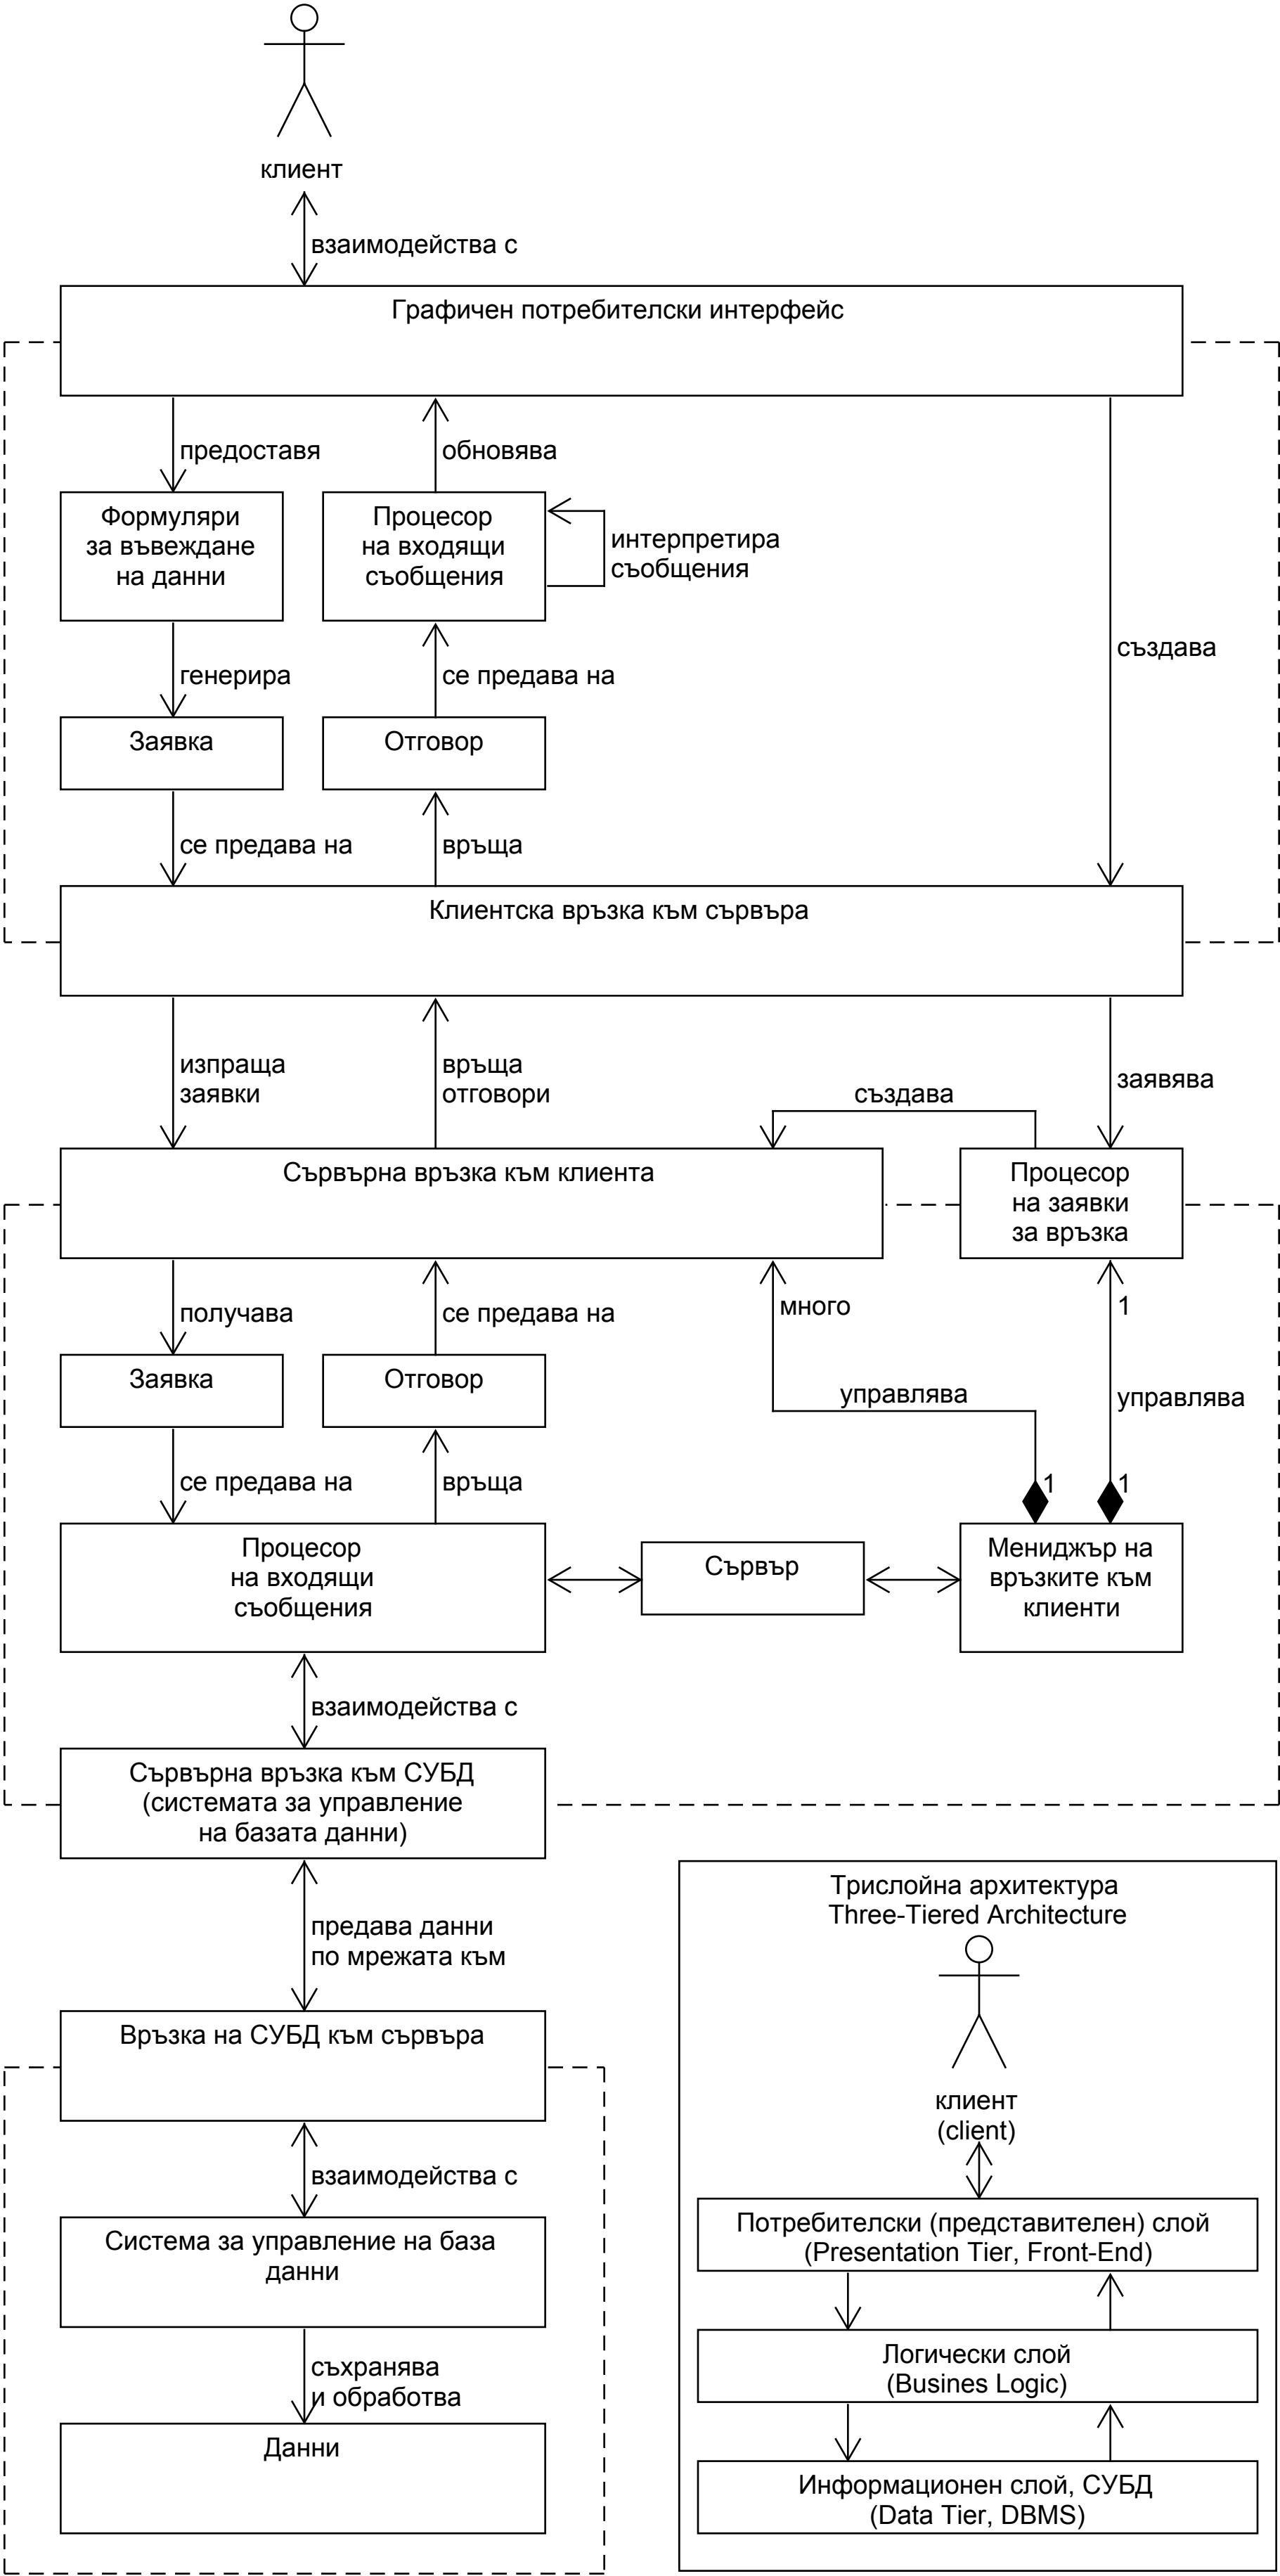 клиент
взаимодейства с
Графичен потребителски интерфейс
предоставя
обновява
Формуляри
за въвеждане
на данни
Процесор
на входящи
съобщения
интерпретира
съобщения
създава
генерира
се предава на
Заявка
Отговор
се предава на
връща
Клиентска връзка към сървъра
изпраща
заявки
връща
отговори
заявява
създава
Сървърна връзка към клиента
Процесор
на заявки
за връзка
получава
се предава на
много
1
Заявка
Отговор
управлява
управлява
се предава на
връща
1
1
Процесор
на входящи
съобщения
Сървър
Мениджър на
връзките към
клиенти
взаимодейства с
Сървърна връзка към СУБД
(системата за управление
на базата данни)
предава данни
по мрежата към
Връзка на СУБД към сървъра
взаимодейства с
Система за управление на база
данни
съхранява
и обработва
Данни
Трислойна архитектура
Three-Tiered Architecture
клиент
(client)
Потребителски (представителен) слой
(Presentation Tier, Front-End)
Логически слой
(Busines Logic)
Информационен слой, СУБД
(Data Tier, DBMS)